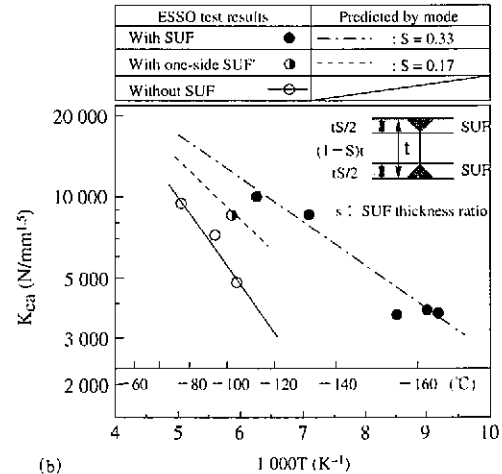 ESSO test results Predicted by mode
With SUF : S = 0.33
With one-side SUF' : S = 0.17
Without SUF
20 000
10 000
5 000
3 000
2 000
Kca (N/mm1.5)
tS/2 SUF
(1−S)t t
tS/2 SUF
s : SUF thickness ratio
−60 −80 −100 −120 −140 −160 (°C)
4 5 6 7 8 9 10
(b) 1 000T (K−1)